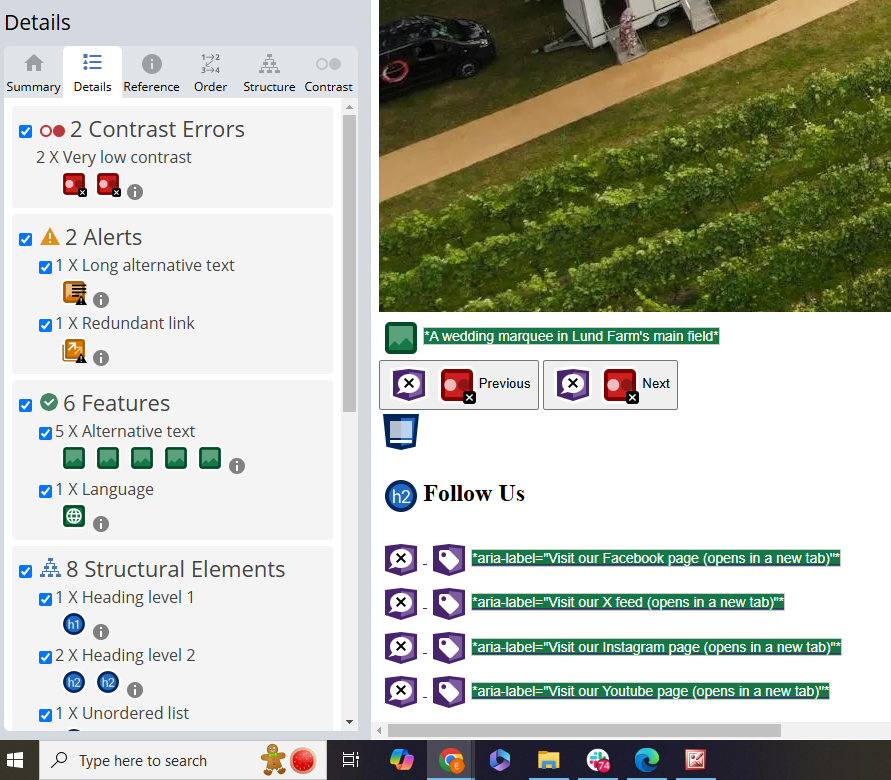 Details
Summary
Details
Reference
Order
Structure
Contrast
2 Contrast Errors
2 X Very low contrast
2 Alerts
1 X Long alternative text
1 X Redundant link
6 Features
5 X Alternative text
1 X Language
8 Structural Elements
1 X Heading level 1
h1
2 X Heading level 2
h2 h2
1 X Unordered list
*A wedding marquee in Lund Farm's main field*
Previous
Next
h2 Follow Us
*aria-label="Visit our Facebook page (opens in a new tab)"*
*aria-label="Visit our X feed (opens in a new tab)"*
*aria-label="Visit our Instagram page (opens in a new tab)"*
*aria-label="Visit our Youtube page (opens in a new tab)"*
Type here to search
E
74